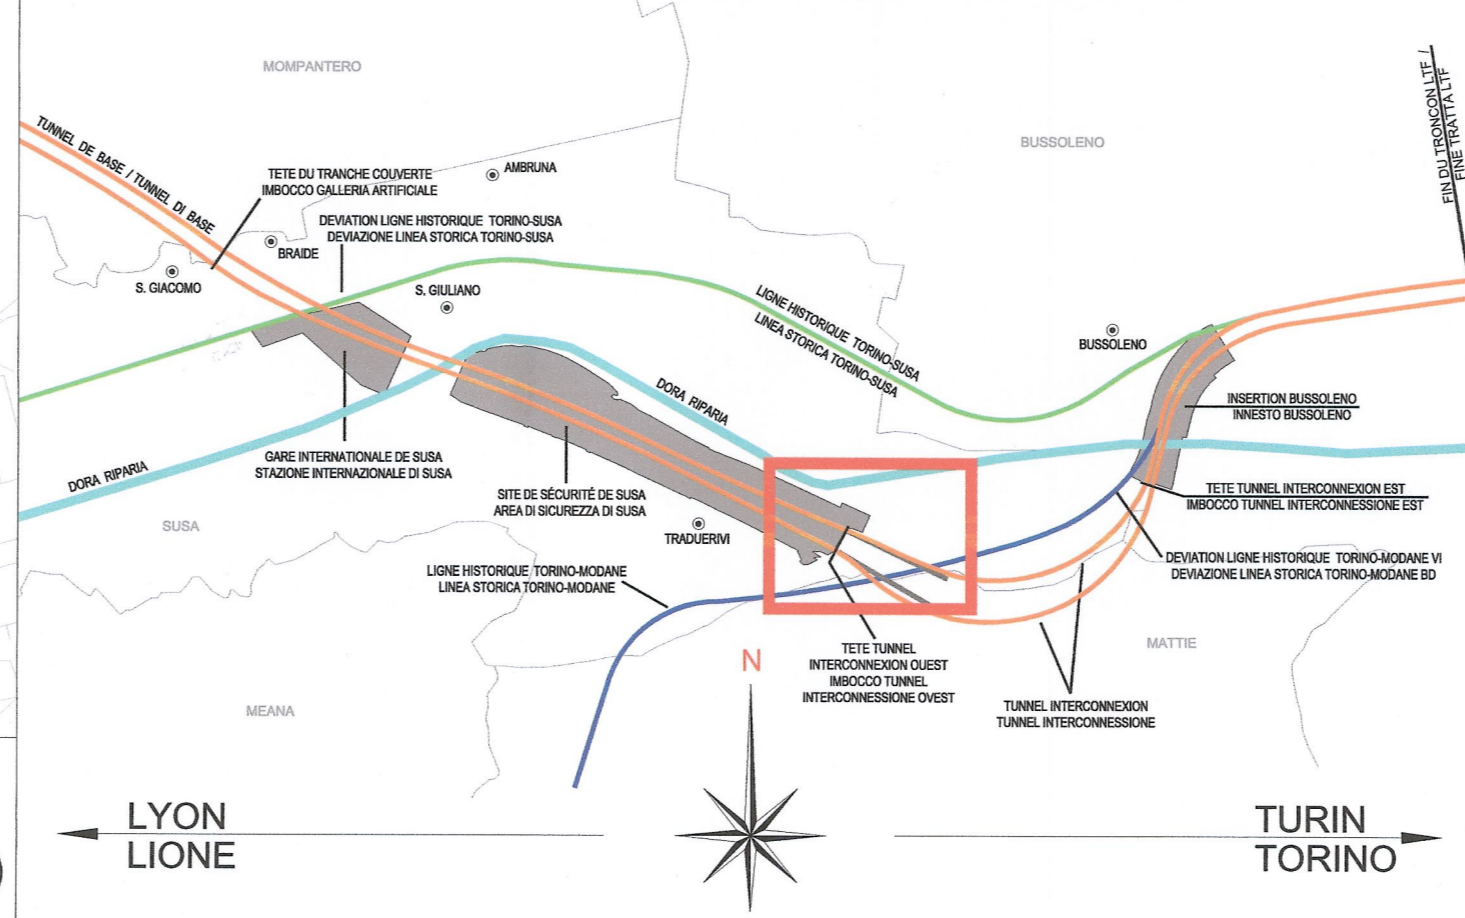 MOMPANTERO
BUSSOLENO
FIN DU TRONCON LTF /
FINE TRATTA LTF
TUNNEL DE BASE / TUNNEL DI BASE
TETE DU TRANCHE COUVERTE
IMBOCCO GALLERIA ARTIFICIALE
AMBRUNA
DEVIATION LIGNE HISTORIQUE TORINO-SUSA
DEVIAZIONE LINEA STORICA TORINO-SUSA
BRAIDE
S. GIACOMO
S. GIULIANO
LIGNE HISTORIQUE TORINO-SUSA
LINEA STORICA TORINO-SUSA
BUSSOLENO
DORA RIPARIA
INSERTION BUSSOLENO
INNESTO BUSSOLENO
GARE INTERNATIONALE DE SUSA
STAZIONE INTERNAZIONALE DI SUSA
DORA RIPARIA
SITE DE SÉCURITÉ DE SUSA
AREA DI SICUREZZA DI SUSA
TETE TUNNEL INTERCONNEXION EST
IMBOCCO TUNNEL INTERCONNESSIONE EST
SUSA
TRADUERIVI
LIGNE HISTORIQUE TORINO-MODANE
LINEA STORICA TORINO-MODANE
DEVIATION LIGNE HISTORIQUE TORINO-MODANE VI
DEVIAZIONE LINEA STORICA TORINO-MODANE BD
MATTIE
TETE TUNNEL
INTERCONNEXION OUEST
IMBOCCO TUNNEL
INTERCONNESSIONE OVEST
N
MEANA
TUNNEL INTERCONNEXION
TUNNEL INTERCONNESSIONE
LYON
LIONE
TURIN
TORINO